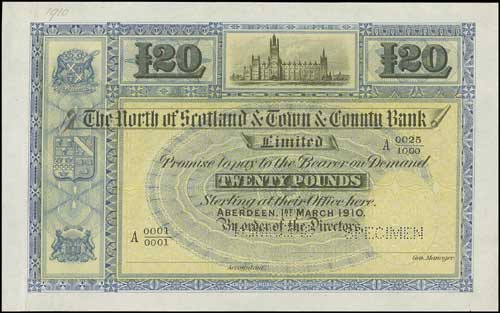 1910
£20 £20
The North of Scotland & Town & County Bank
Limited
A 0025/1000
Promise to pay to the Bearer on Demand
TWENTY POUNDS
Sterling at their Office here.
ABERDEEN, 1ST MARCH 1910.
A 0001/0001
By order of the Directors,
SPECIMEN
Accountant.
Gen. Manager.